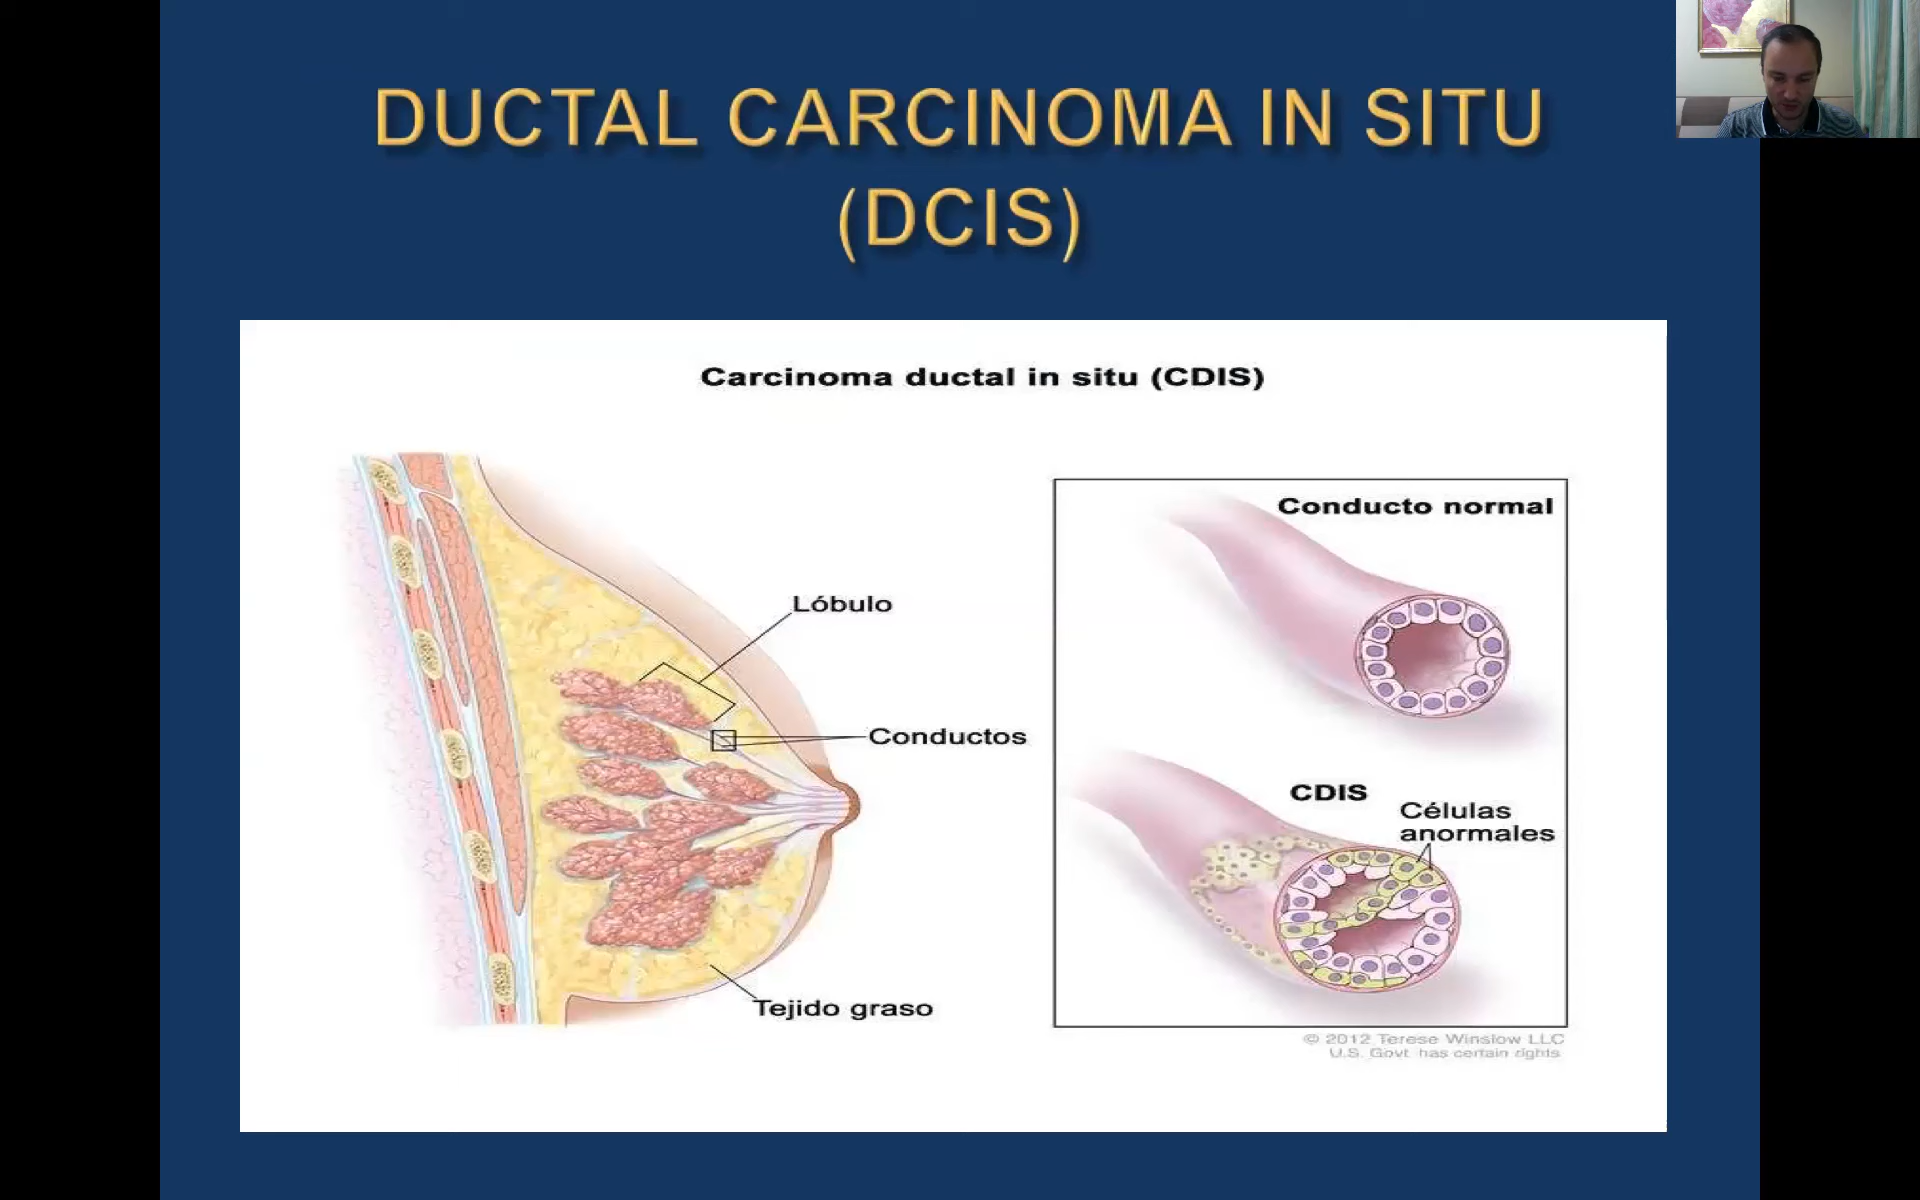 DUCTAL CARCINOMA IN SITU
(DCIS)
Carcinoma ductal in situ (CDIS)
Conducto normal
Lóbulo
Conductos
CDIS
Células
anormales
Tejido graso
© 2012 Terese Winslow LLC
U.S. Govt has certain rights